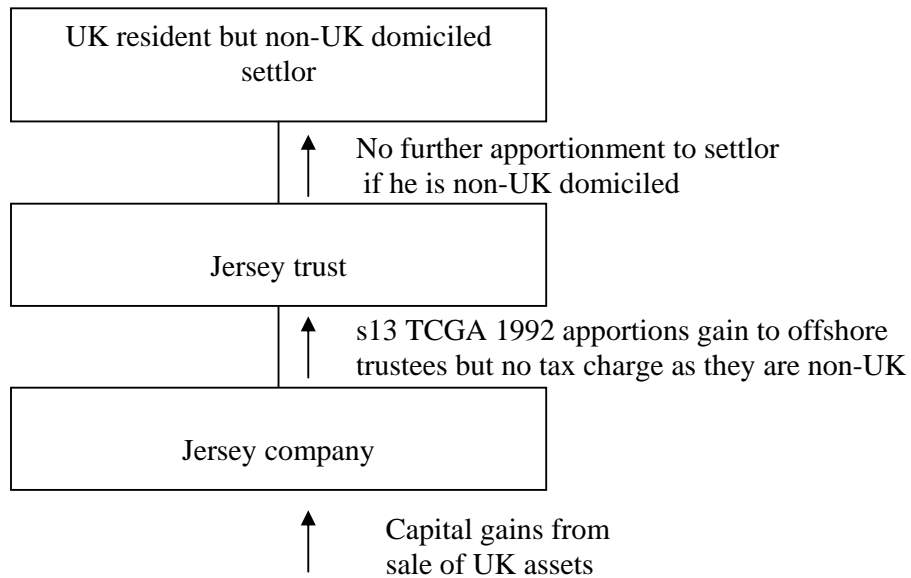 UK resident but non-UK domiciled
settlor
No further apportionment to settlor
if he is non-UK domiciled
Jersey trust
s13 TCGA 1992 apportions gain to offshore
trustees but no tax charge as they are non-UK
Jersey company
Capital gains from
sale of UK assets